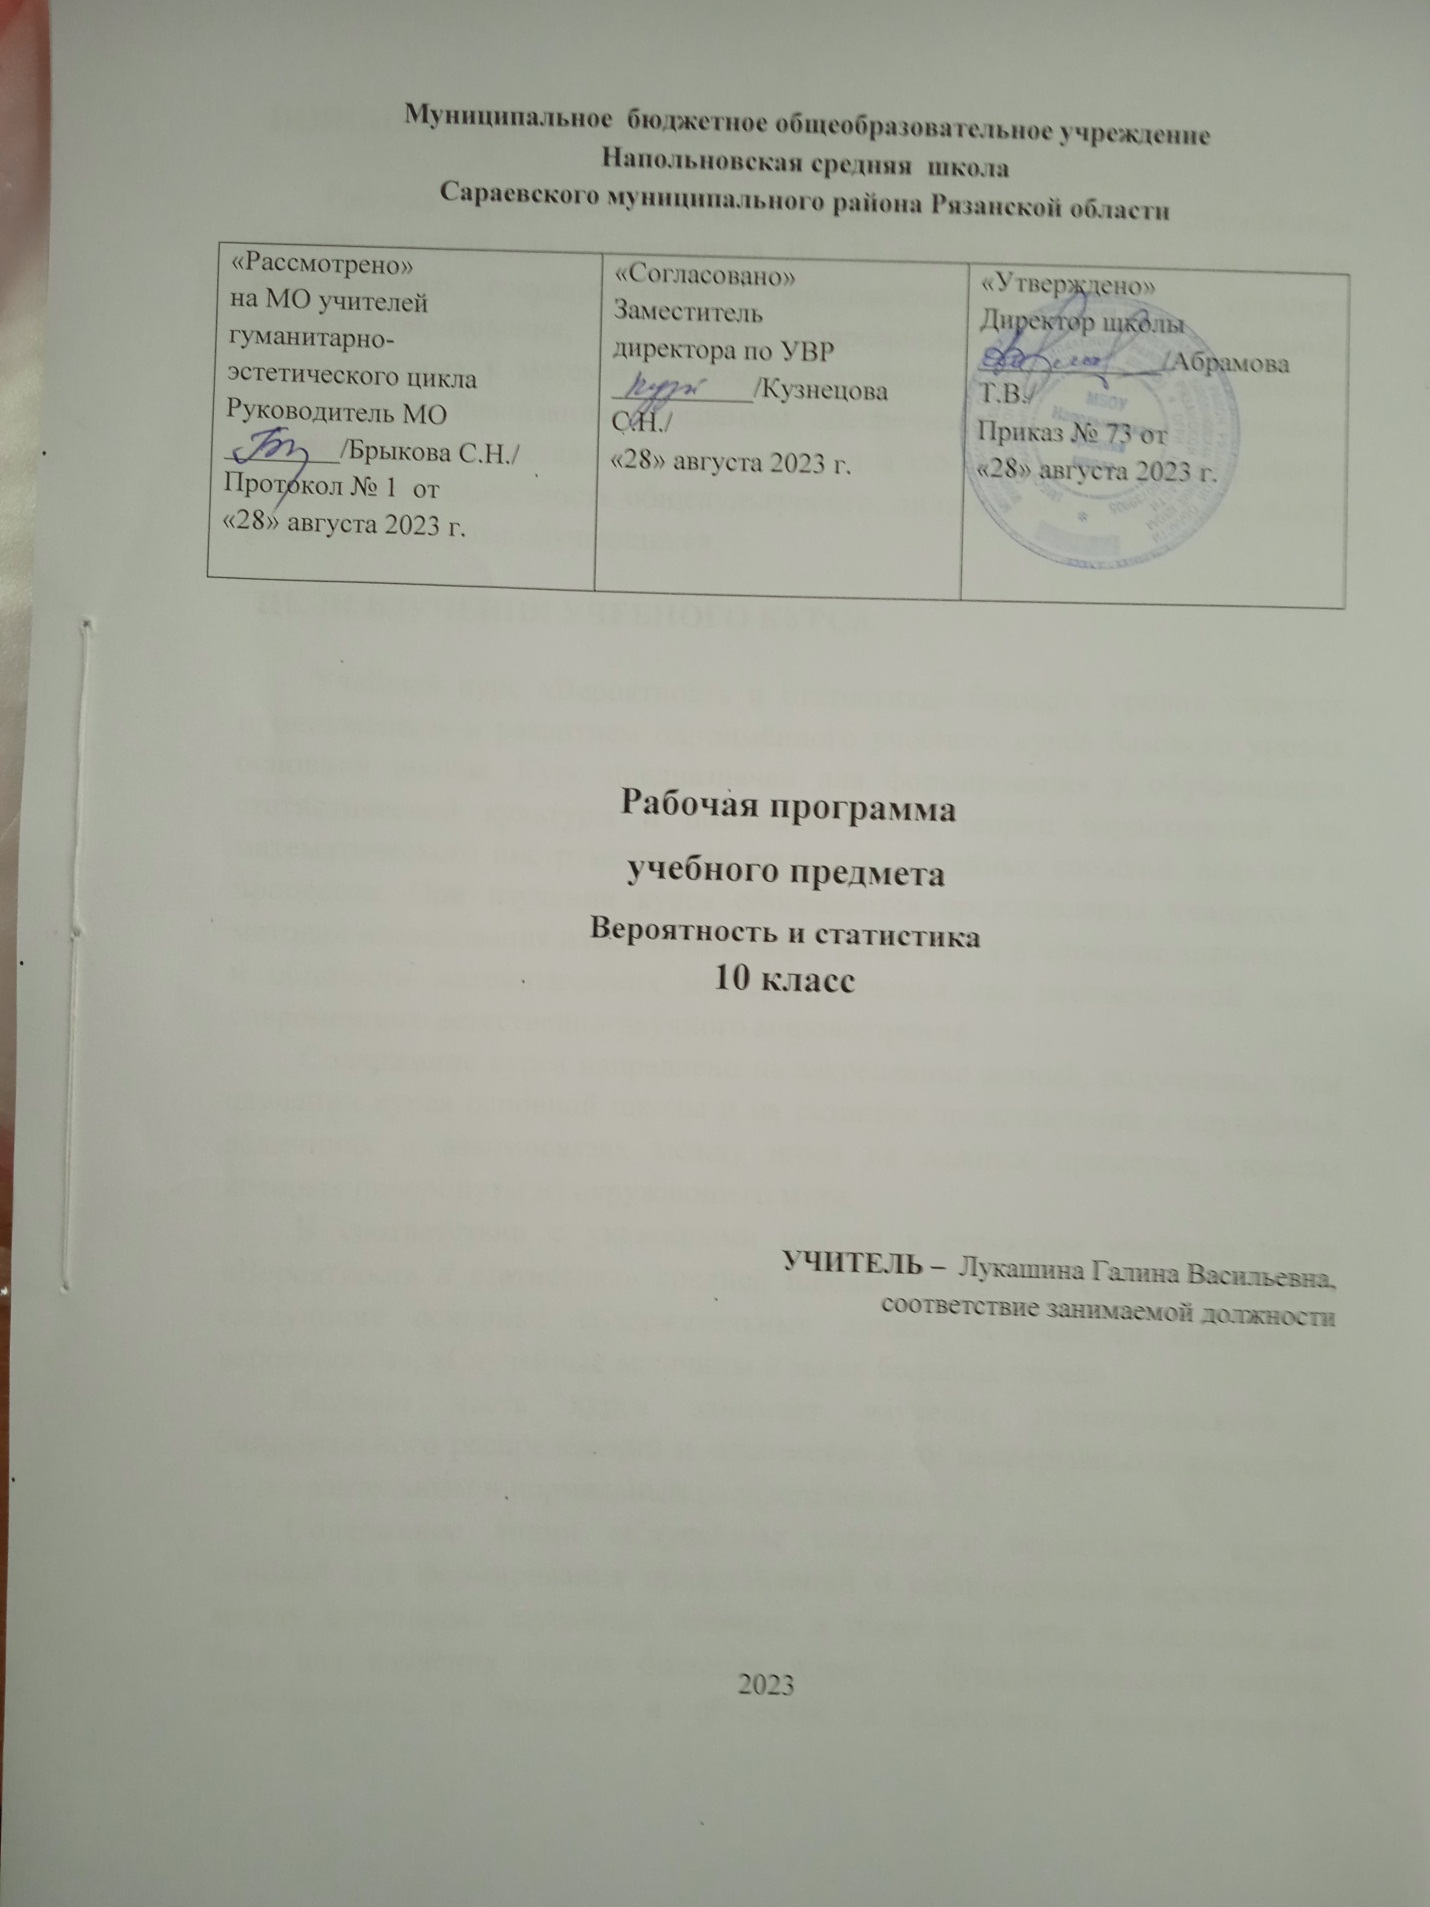 Муниципальное бюджетное общеобразовательное учреждение
Напольновская средняя школа
Сараевского муниципального района Рязанской области
«Рассмотрено»
на МО учителей
гуманитарно-
эстетического цикла
Руководитель МО
/Брыкова С.Н./
Протокол № 1 от
«28» августа 2023 г.
«Согласовано»
Заместитель
директора по УВР
/Кузнецова
С.Н./
«28» августа 2023 г.
«Утверждено»
Директор школы
/Абрамова
Т.В./
Приказ № 73 от
«28» августа 2023 г.
МБОУ
Рабочая программа
учебного предмета
Вероятность и статистика
10 класс
УЧИТЕЛЬ – Лукашина Галина Васильевна,
соответствие занимаемой должности
2023